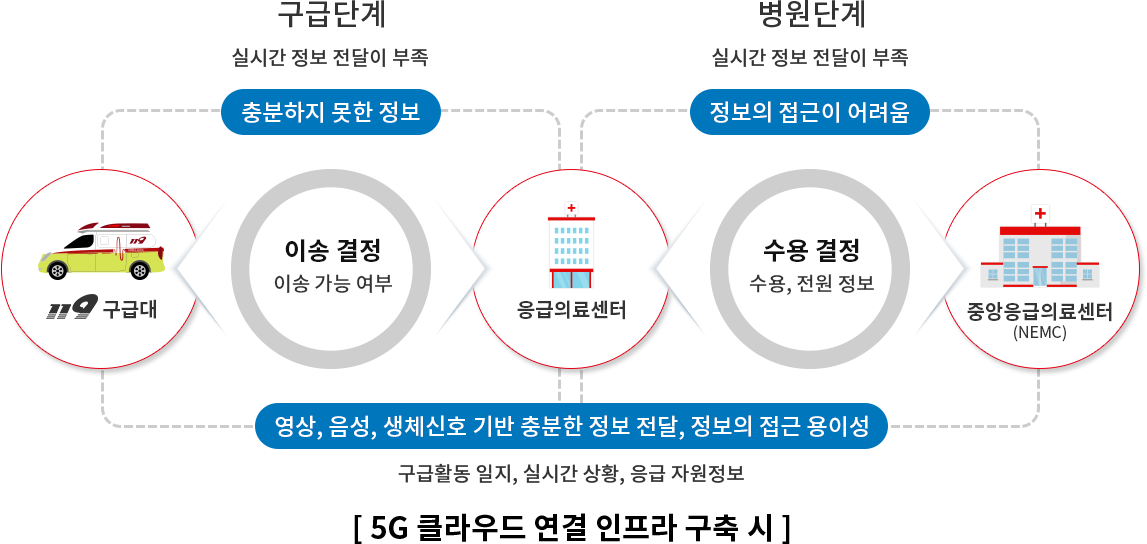 구급단계
병원단계
실시간 정보 전달이 부족
실시간 정보 전달이 부족
충분하지 못한 정보
정보의 접근이 어려움
119
이송 결정
이송 가능 여부
수용 결정
수용, 전원 정보
119 구급대
응급의료센터
중앙응급의료센터
(NEMC)
영상, 음성, 생체신호 기반 충분한 정보 전달, 정보의 접근 용이성
구급활동 일지, 실시간 상황, 응급 자원정보
[ 5G 클라우드 연결 인프라 구축 시 ]